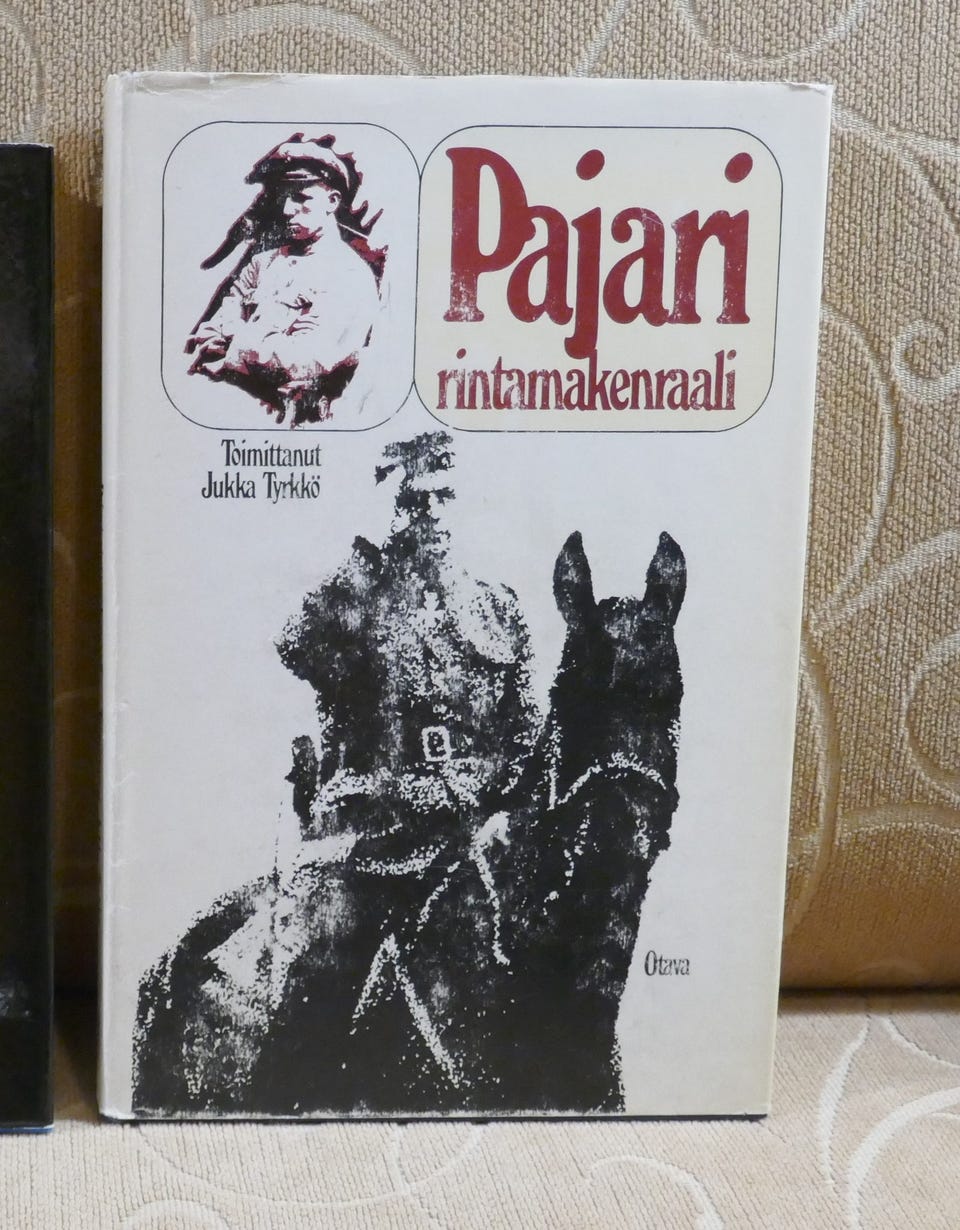 Pajari
rintamakenraali
Toimittanut
Jukka Tyrkkö
Otava